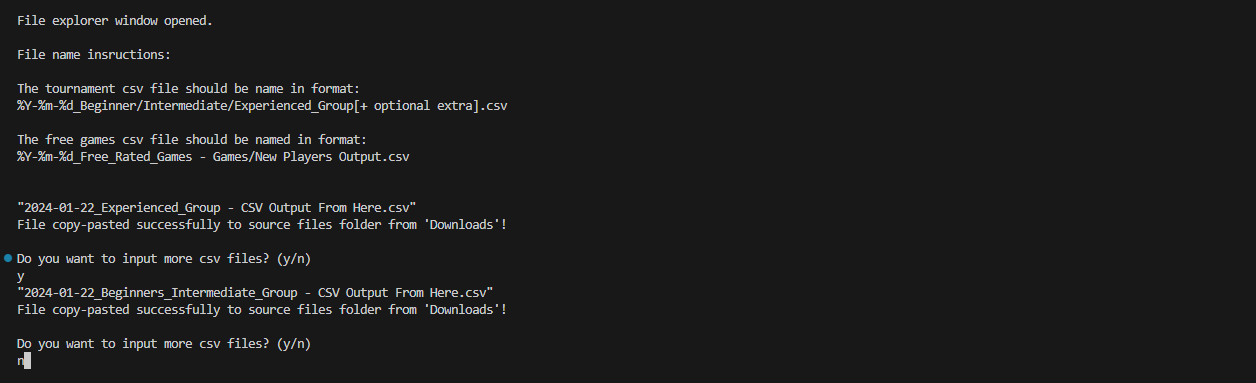 File explorer window opened.
File name insructions:
The tournament csv file should be name in format:
%Y-%m-%d_Beginner/Intermediate/Experienced_Group[+ optional extra].csv
The free games csv file should be named in format:
%Y-%m-%d_Free_Rated_Games - Games/New Players Output.csv
"2024-01-22_Experienced_Group - CSV Output From Here.csv"
File copy-pasted successfully to source files folder from 'Downloads'!
Do you want to input more csv files? (y/n)
y
"2024-01-22_Beginners_Intermediate_Group - CSV Output From Here.csv"
File copy-pasted successfully to source files folder from 'Downloads'!
Do you want to input more csv files? (y/n)
n